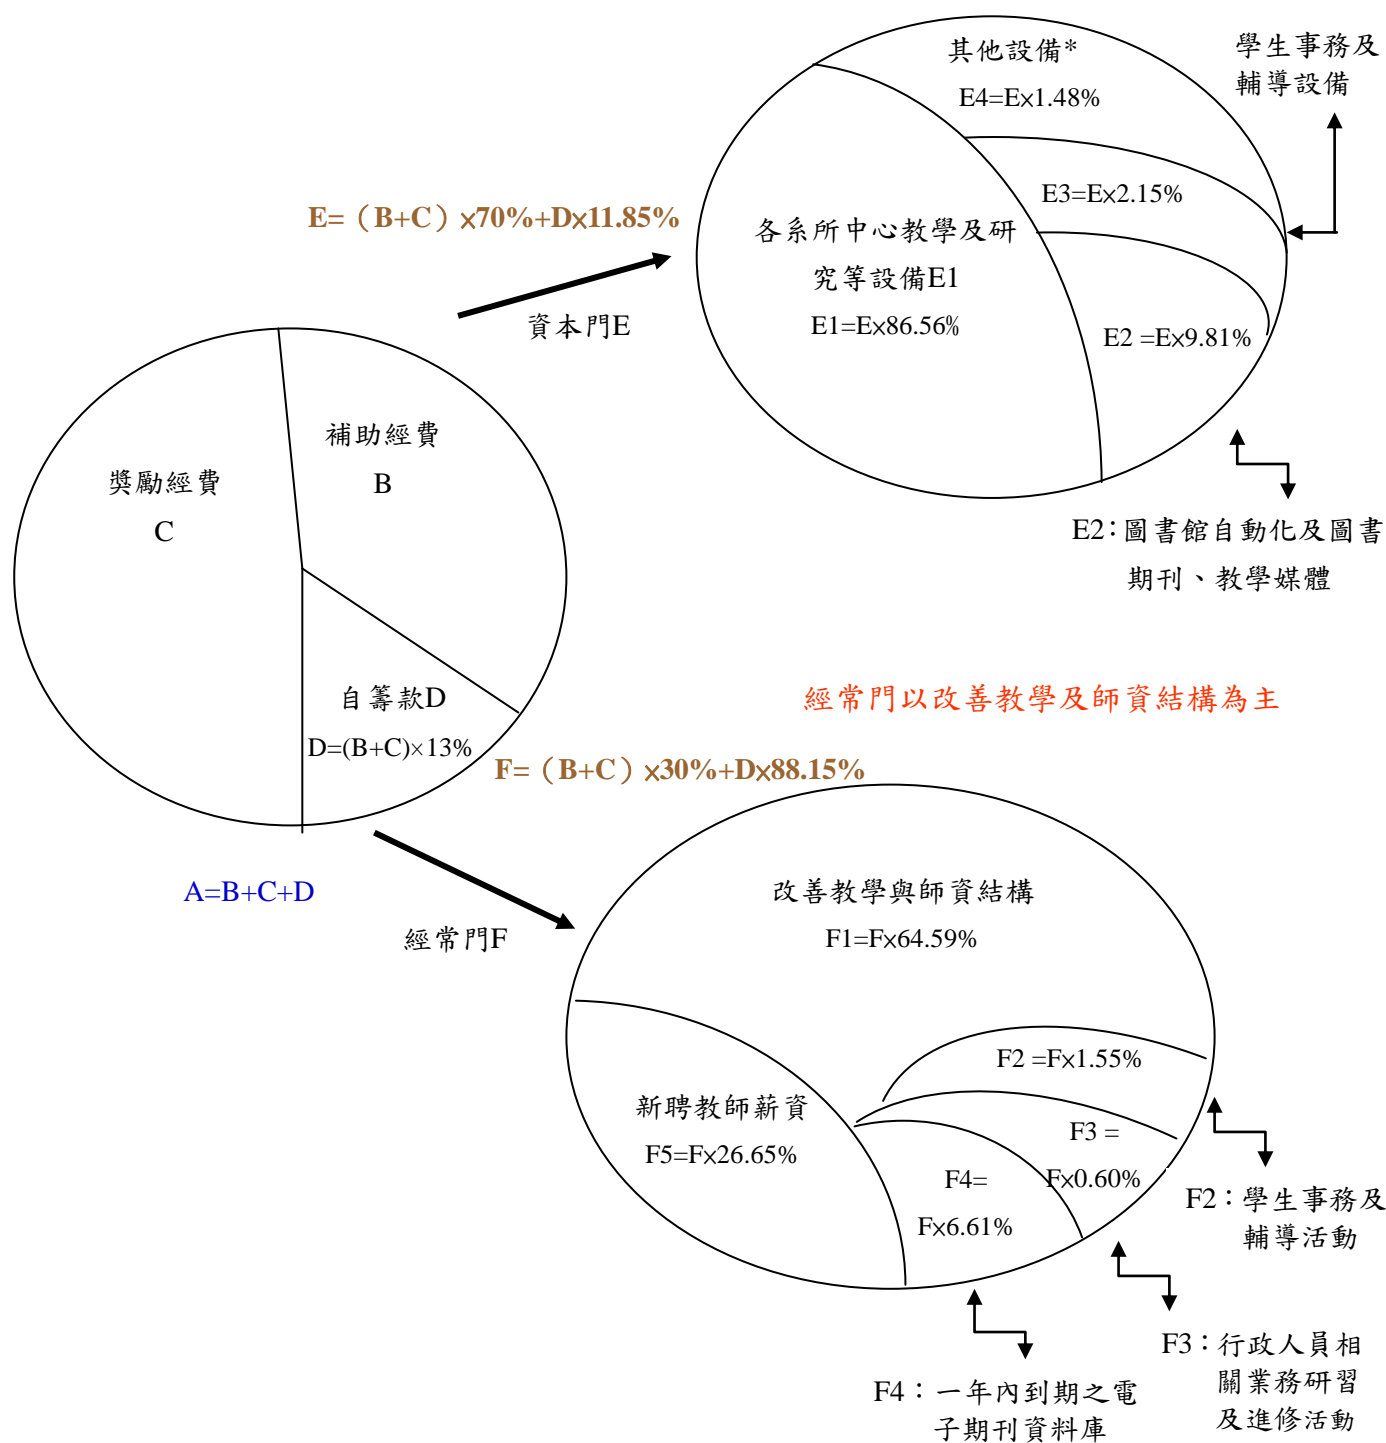 其他設備*
E4=E×1.48%
學生事務及
輔導設備
E3=E×2.15%
E=（B+C）×70%+D×11.85%
各系所中心教學及研
究等設備E1
E1=E×86.56%
資本門E
E2 =E×9.81%
補助經費
B
獎勵經費
C
E2：圖書館自動化及圖書
期刊、教學媒體
自籌款D
D=(B+C)×13%
經常門以改善教學及師資結構為主
F=（B+C）×30%+D×88.15%
A=B+C+D
經常門F
改善教學與師資結構
F1=F×64.59%
F2 =F×1.55%
新聘教師薪資
F5=F×26.65%
F3 =
F×0.60%
F4=
F×6.61%
F2：學生事務及
輔導活動
F3：行政人員相
關業務研習
及進修活動
F4：一年內到期之電
子期刊資料庫